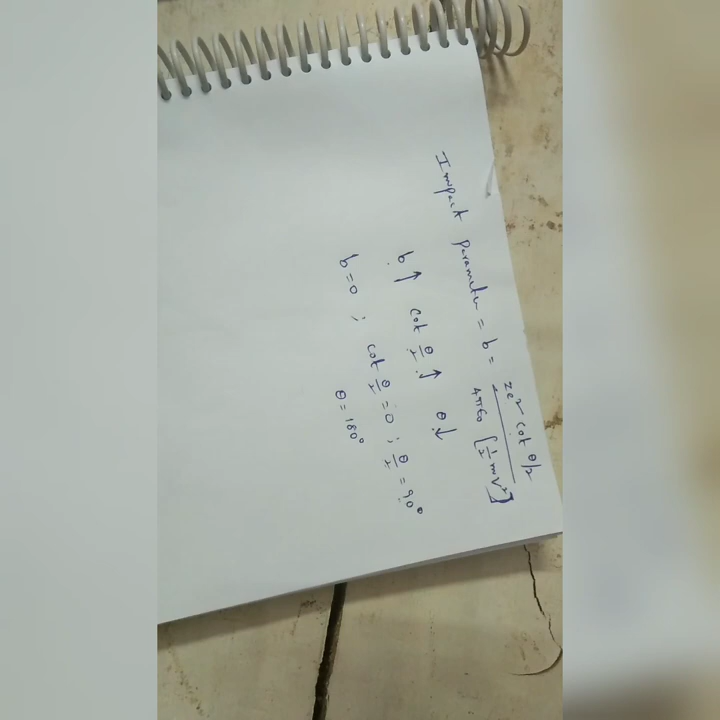 Impact Parameter = b = Ze² cot θ/2 / 4πε₀ [½mv²]
b↑ cot θ/2 ↑ θ↓
b=0 ; cot θ/2 = 0 ; θ/2 = 90°
θ = 180°